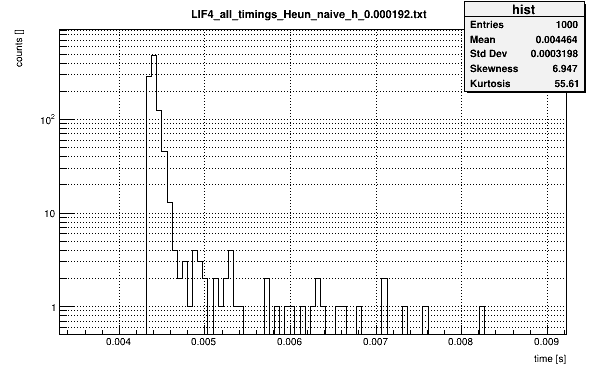 LIF4_all_timings_Heun_naive_h_0.000192.txt
hist
Entries 1000
Mean 0.004464
Std Dev 0.0003198
Skewness 6.947
Kurtosis 55.61
counts []
10²
10
1
0.004 0.005 0.006 0.007 0.008 0.009
time [s]